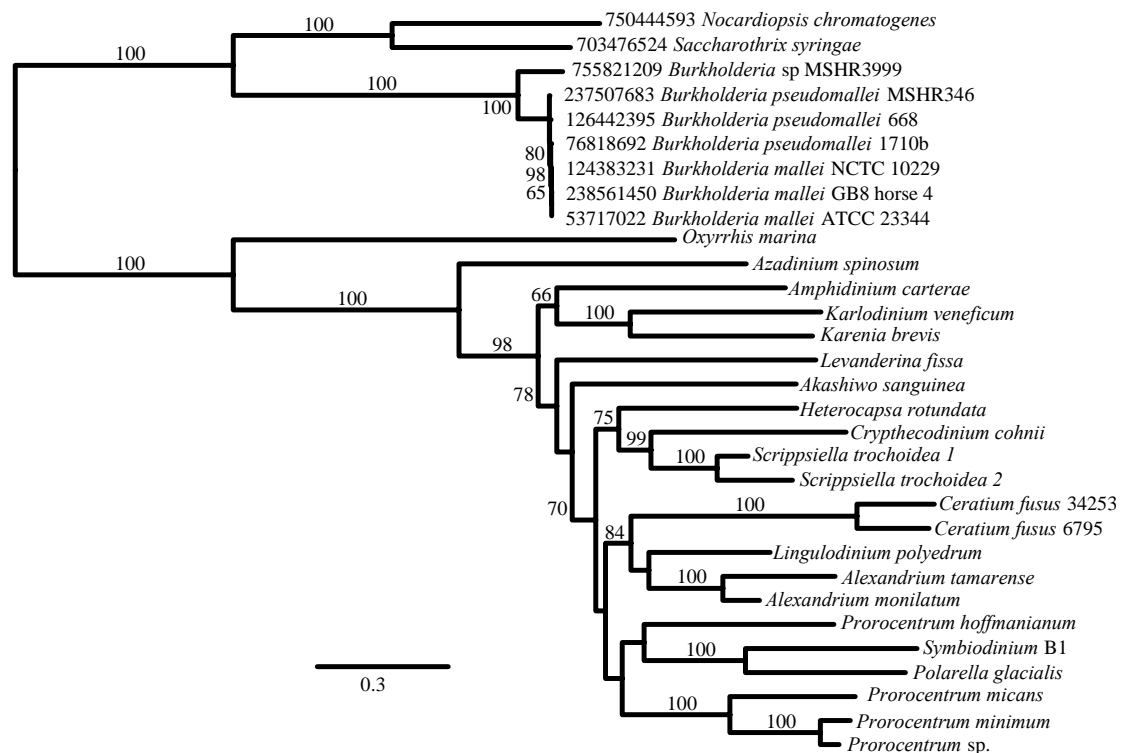 100
750444593 Nocardiopsis chromatogenes
100
703476524 Saccharothrix syringae
755821209 Burkholderia sp MSHR3999
100
100
237507683 Burkholderia pseudomallei MSHR346
126442395 Burkholderia pseudomallei 668
76818692 Burkholderia pseudomallei 1710b
80
124383231 Burkholderia mallei NCTC 10229
98
238561450 Burkholderia mallei GB8 horse 4
65
53717022 Burkholderia mallei ATCC 23344
Oxyrrhis marina
100
Azadinium spinosum
100
Amphidinium carterae
66
100
Karlodinium veneficum
Karenia brevis
98
Levanderina fissa
78
Akashiwo sanguinea
75
Heterocapsa rotundata
99
Crypthecodinium cohnii
100
Scrippsiella trochoidea 1
Scrippsiella trochoidea 2
70
100
Ceratium fusus 34253
84
Ceratium fusus 6795
Lingulodinium polyedrum
100
Alexandrium tamarense
Alexandrium monilatum
Prorocentrum hoffmanianum
100
Symbiodinium B1
Polarella glacialis
0.3
100
Prorocentrum micans
100
Prorocentrum minimum
Prorocentrum sp.